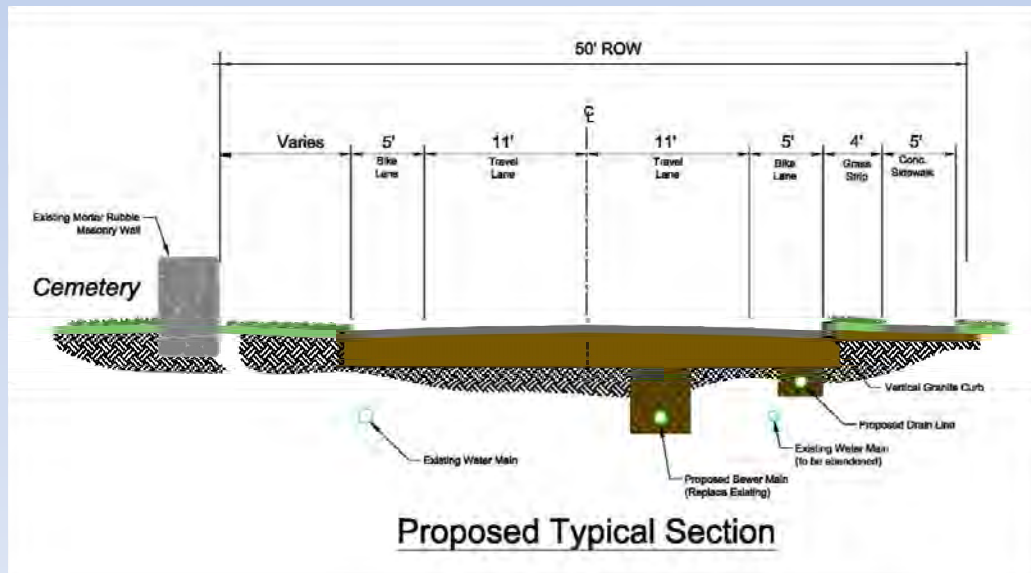 50' ROW
℄
Varies
5'
11'
11'
5'
4'
5'
Bike
Lane
Travel
Lane
Travel
Lane
Bike
Lane
Grass
Strip
Conc.
Sidewalk
Existing Mortar Rubble
Masonry Wall
Cemetery
Vertical Granite Curb
Proposed Drain Line
Existing Water Main
Existing Water Main
(to be abandoned)
Proposed Sewer Main
(Replace Existing)
Proposed Typical Section